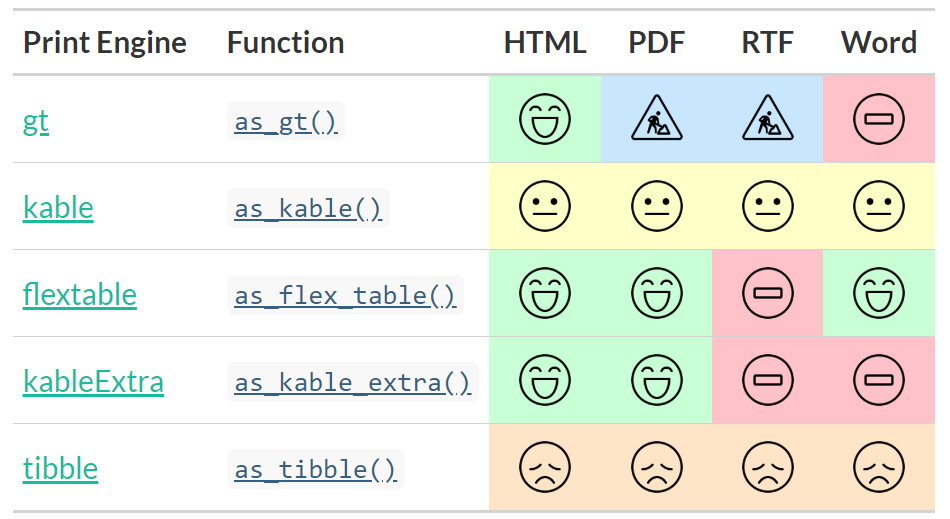 Print Engine Function HTML PDF RTF Word
gt as_gt()
kable as_kable()
flextable as_flex_table()
kableExtra as_kable_extra()
tibble as_tibble()